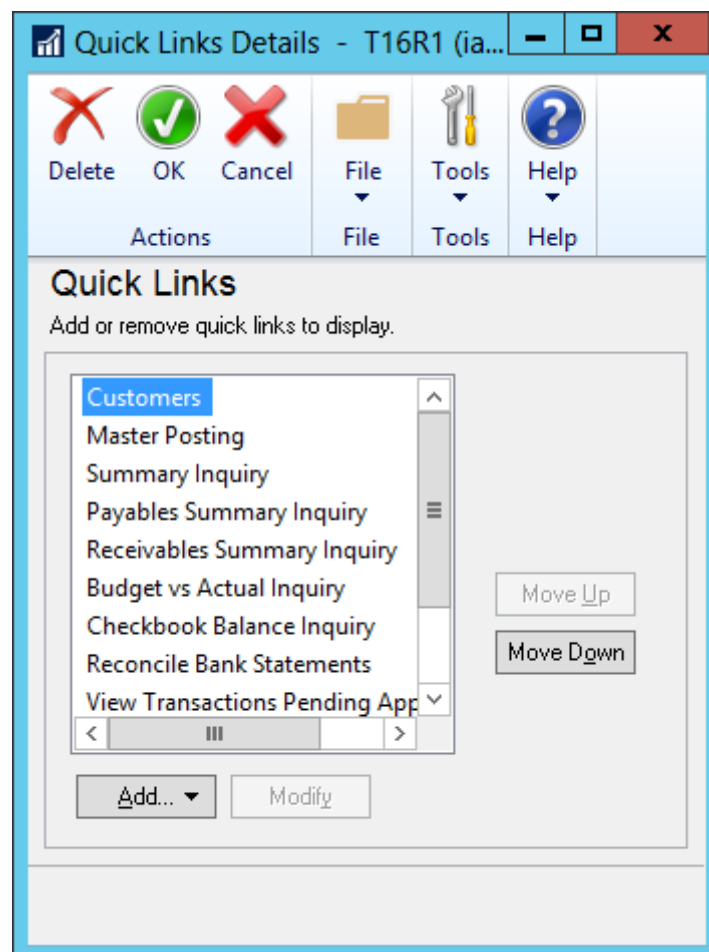 Quick Links Details - T16R1 (ia...
Delete OK Cancel File Tools Help
Actions File Tools Help
Quick Links
Add or remove quick links to display.
Customers
Master Posting
Summary Inquiry
Payables Summary Inquiry
Receivables Summary Inquiry
Budget vs Actual Inquiry
Move Up
Checkbook Balance Inquiry
Move Down
Reconcile Bank Statements
View Transactions Pending App
Add... Modify